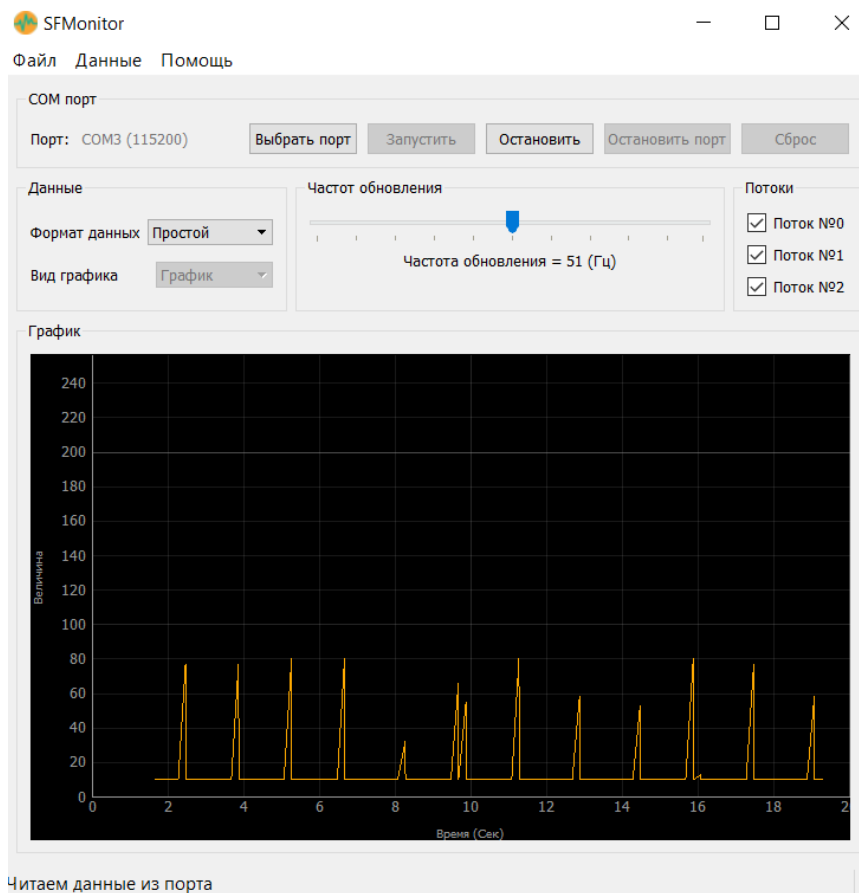 SFMonitor
Файл Данные Помощь
COM порт
Порт: COM3 (115200) Выбрать порт Запустить Остановить Остановить порт Сброс
Данные Частот обновления Потоки
Формат данных Простой Поток №0
Частота обновления = 51 (Гц) Поток №1
Вид графика График Поток №2
График
240
220
200
180
160
140
120
100
80
60
40
20
0
Величина
0 2 4 6 8 10 12 14 16 18 2
Время (Сек)
Читаем данные из порта